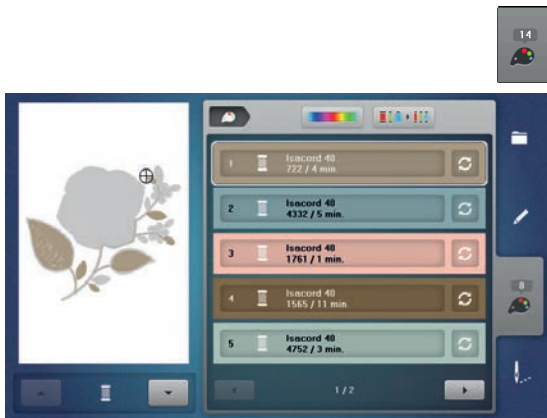 14
1
Isacord 40
722 / 4 min.
2
Isacord 40
4332 / 5 min.
3
Isacord 40
1761 / 1 min.
4
Isacord 40
1565 / 11 min.
5
Isacord 40
4752 / 3 min.
8
1 / 2